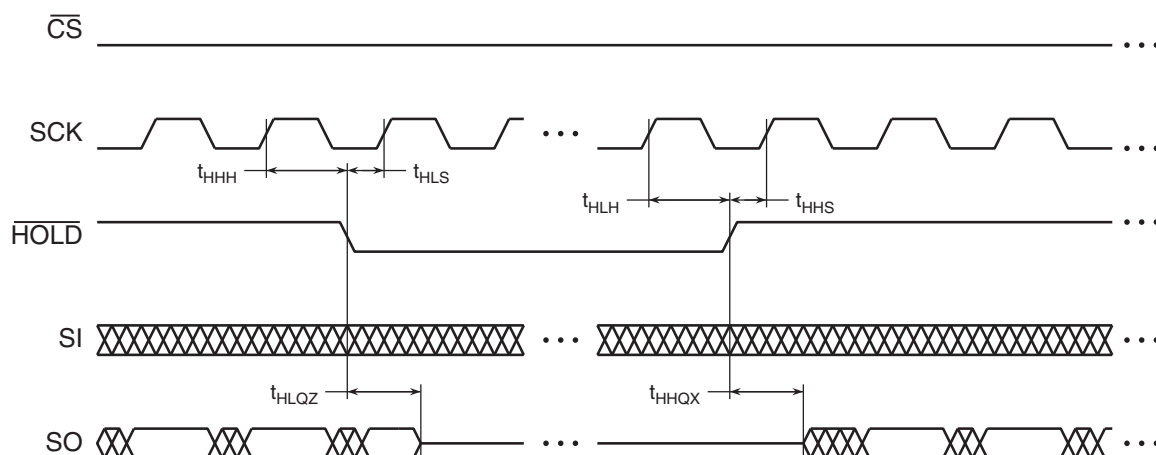 CS
SCK
tHHH
tHLS
tHLH
tHHS
HOLD
SI
tHLQZ
tHHQX
SO